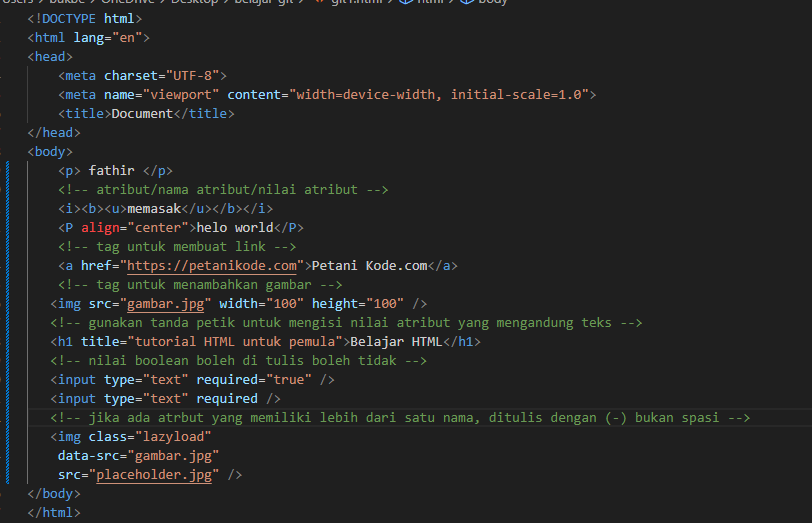 Users > bukbe > OneDrive > Desktop > belajar git > <> git1.html > html > body
<!DOCTYPE html>
<html lang="en">
<head>
<meta charset="UTF-8">
<meta name="viewport" content="width=device-width, initial-scale=1.0">
<title>Document</title>
</head>
<body>
<p> fathir </p>
<!-- atribut/nama atribut/nilai atribut -->
<i><b><u>memasak</u></b></i>
<P align="center">helo world</P>
<!-- tag untuk membuat link -->
<a href="https://petanikode.com">Petani Kode.com</a>
<!-- tag untuk menambahkan gambar -->
<img src="gambar.jpg" width="100" height="100" />
<!-- gunakan tanda petik untuk mengisi nilai atribut yang mengandung teks -->
<h1 title="tutorial HTML untuk pemula">Belajar HTML</h1>
<!-- nilai boolean boleh di tulis boleh tidak -->
<input type="text" required="true" />
<input type="text" required />
<!-- jika ada atrbut yang memiliki lebih dari satu nama, ditulis dengan (-) bukan spasi -->
<img class="lazyload"
data-src="gambar.jpg"
src="placeholder.jpg" />
</body>
</html>